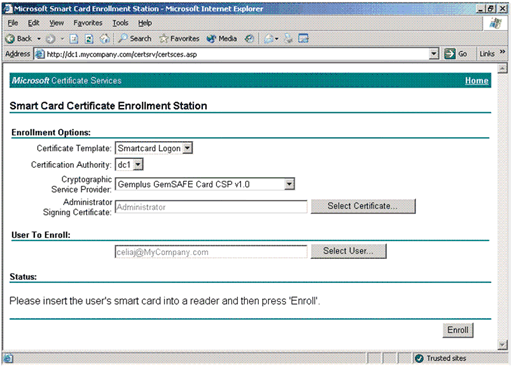 Microsoft Smart Card Enrollment Station - Microsoft Internet Explorer
File Edit View Favorites Tools Help
Back Search Favorites Media
Address http://dc1.mycompany.com/certsrv/certsces.asp Go Links »
Microsoft Certificate Services Home
Smart Card Certificate Enrollment Station
Enrollment Options:
Certificate Template: Smartcard Logon
Certification Authority: dc1
Cryptographic
Service Provider: Gemplus GemSAFE Card CSP v1.0
Administrator
Signing Certificate: Administrator Select Certificate...
User To Enroll:
celiaj@MyCompany.com Select User...
Status:
Please insert the user's smart card into a reader and then press 'Enroll'.
Enroll
Trusted sites